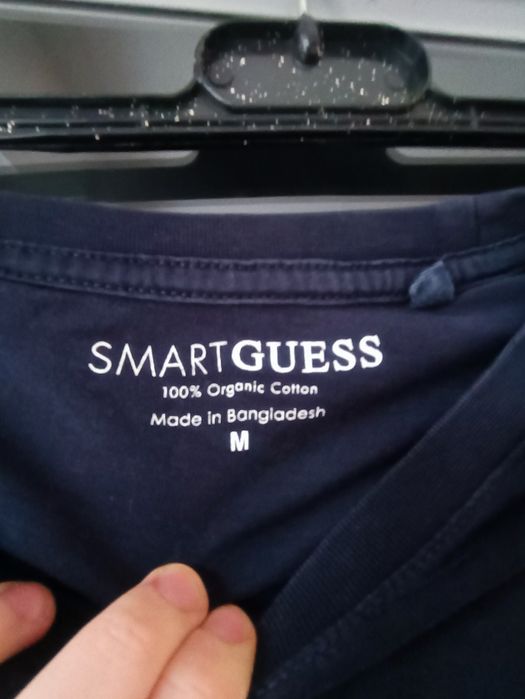 SMARTGUESS
100% Organic Cotton
Made in Bangladesh
M